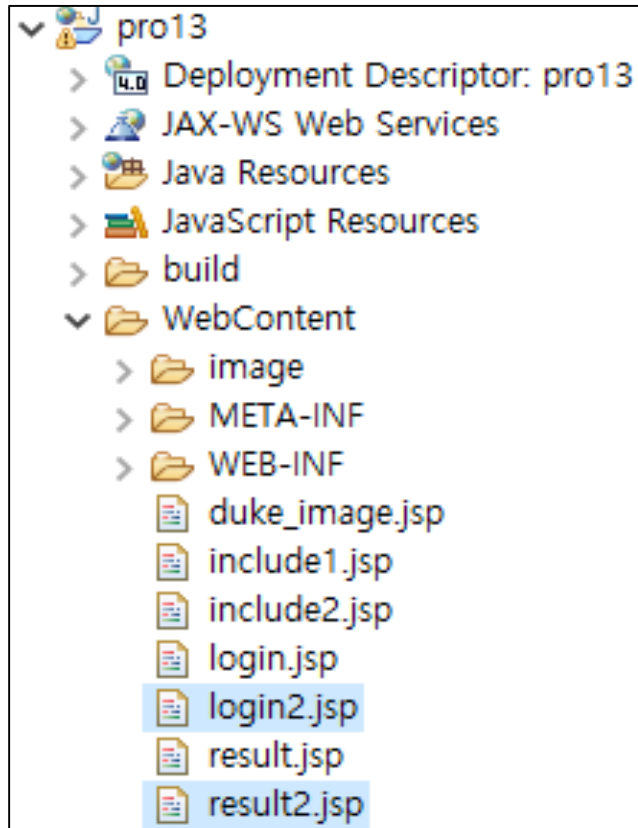 pro13
Deployment Descriptor: pro13
JAX-WS Web Services
Java Resources
JavaScript Resources
build
WebContent
image
META-INF
WEB-INF
duke_image.jsp
include1.jsp
include2.jsp
login.jsp
login2.jsp
result.jsp
result2.jsp